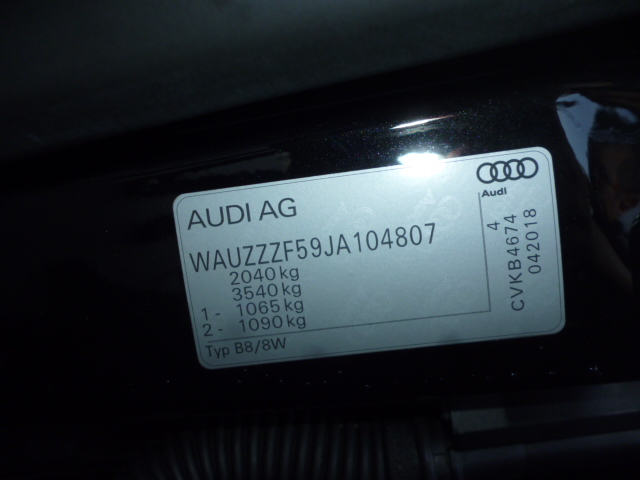 AUDI AG
Audi
WAUZZZF59JA104807
2040 kg
3540 kg
1 - 1065 kg
2 - 1090 kg
Typ B8/8W
4
CVKB4674
042018